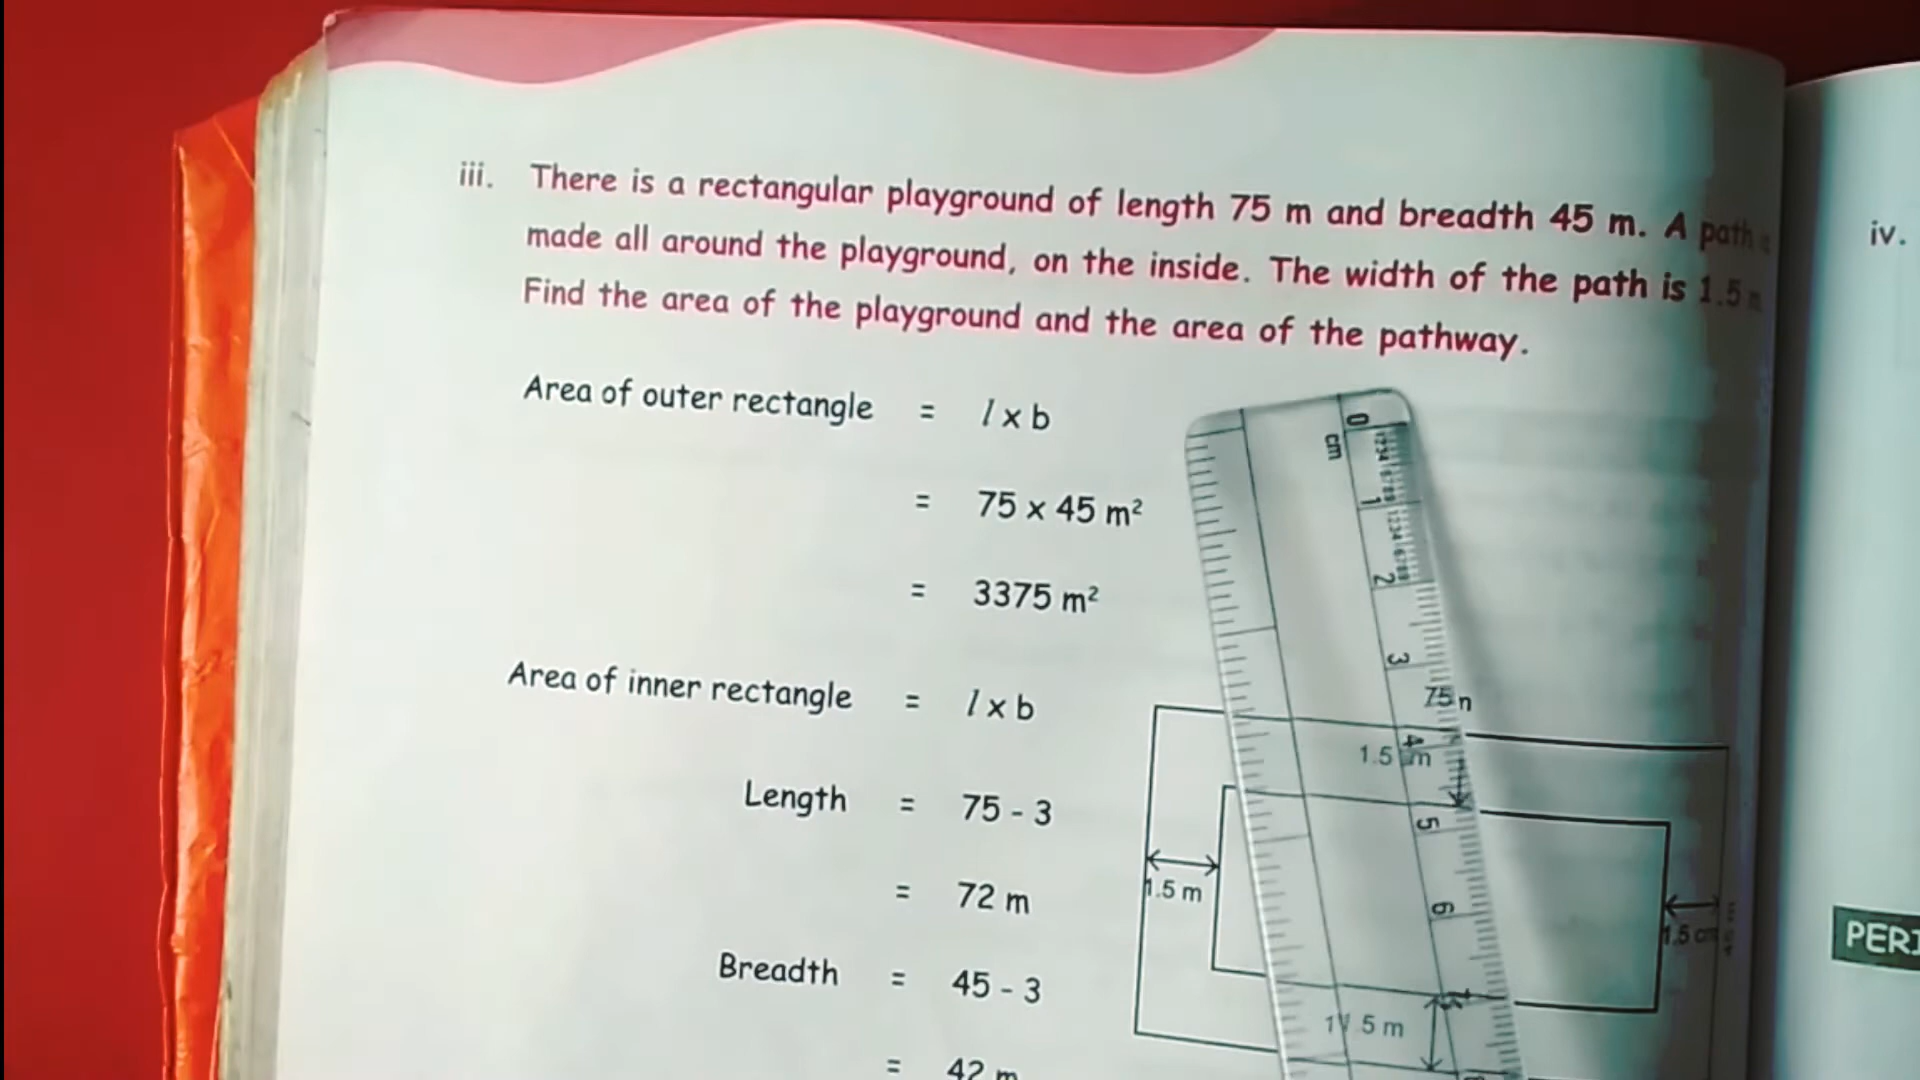 iii. There is a rectangular playground of length 75 m and breadth 45 m. A path
made all around the playground, on the inside. The width of the path is 1.5 m
Find the area of the playground and the area of the pathway.
Area of outer rectangle = l x b
= 75 x 45 m²
= 3375 m²
Area of inner rectangle = l x b
Length = 75 - 3
= 72 m
Breadth = 45 - 3
= 42 m
0
cm
1
2
3
4
5
6
75
1.5 m
1.5 m
1.5 cm
5 m
iv.
PERI